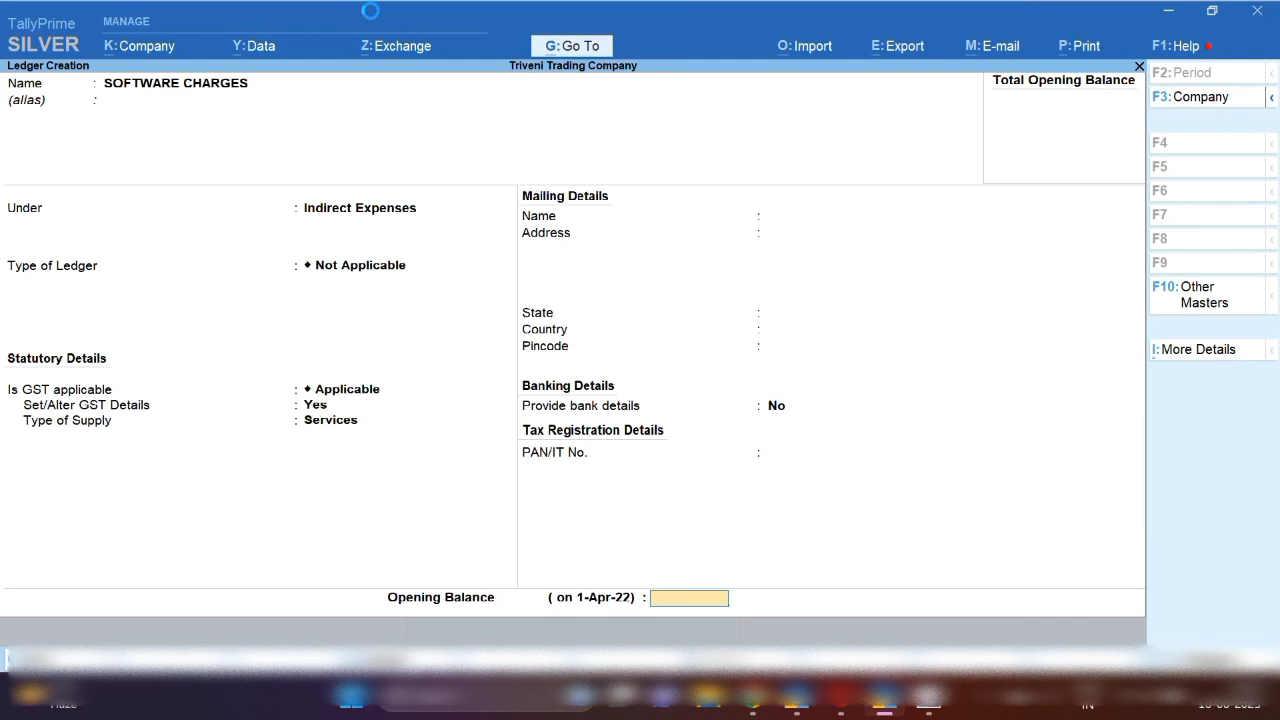 TallyPrime
SILVER
MANAGE
K:Company
Y:Data
Z:Exchange
G:Go To
O:Import
E:Export
M:E-mail
P:Print
F1:Help
Ledger Creation
Triveni Trading Company
Name : SOFTWARE CHARGES
(alias) :
Total Opening Balance
Under : Indirect Expenses
Type of Ledger : ♦ Not Applicable
Statutory Details
Is GST applicable : ♦ Applicable
Set/Alter GST Details : Yes
Type of Supply : Services
Mailing Details
Name :
Address :
State :
Country :
Pincode :
Banking Details
Provide bank details : No
Tax Registration Details
PAN/IT No. :
Opening Balance ( on 1-Apr-22) :
F2:Period
F3:Company
F4
F5
F6
F7
F8
F9
F10:Other
Masters
I:More Details